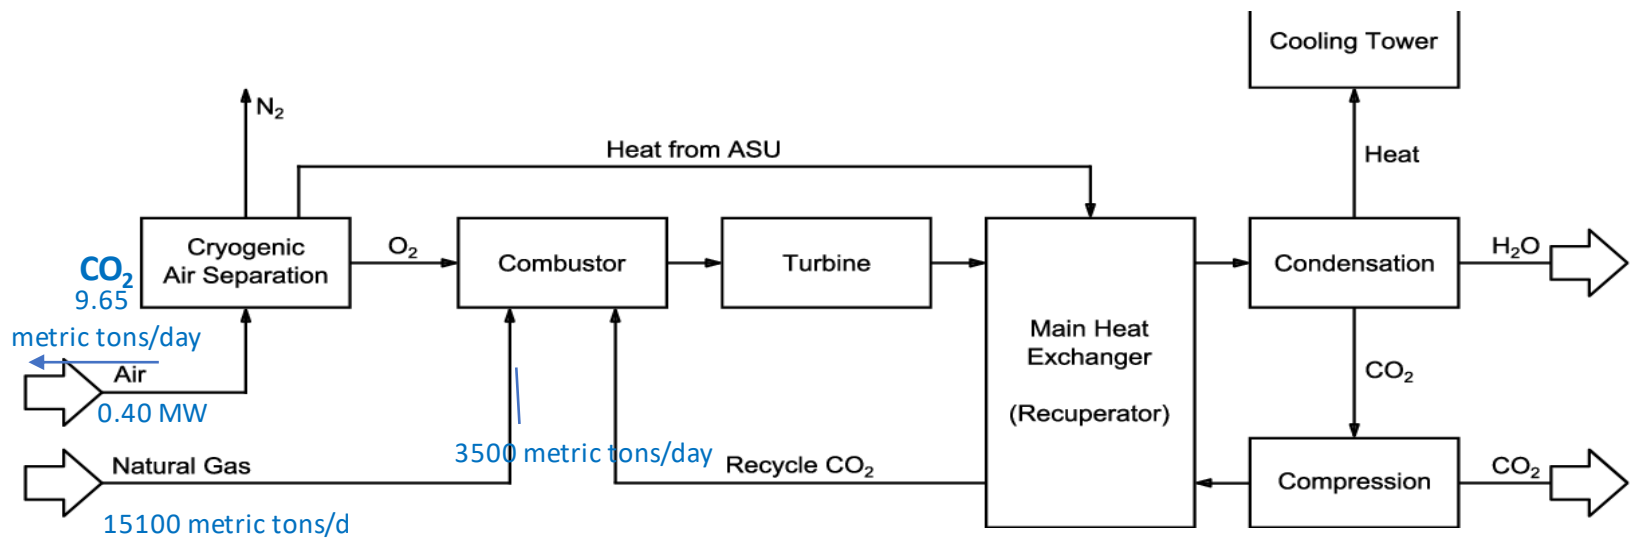 Cooling Tower
N₂
Heat from ASU
Heat
Cryogenic
Air Separation
O₂
Combustor
Turbine
Condensation
H₂O
CO₂
9.65
metric tons/day
Air
0.40 MW
Main Heat
Exchanger
(Recuperator)
CO₂
3500 metric tons/day
Natural Gas
Recycle CO₂
Compression
CO₂
15100 metric tons/d